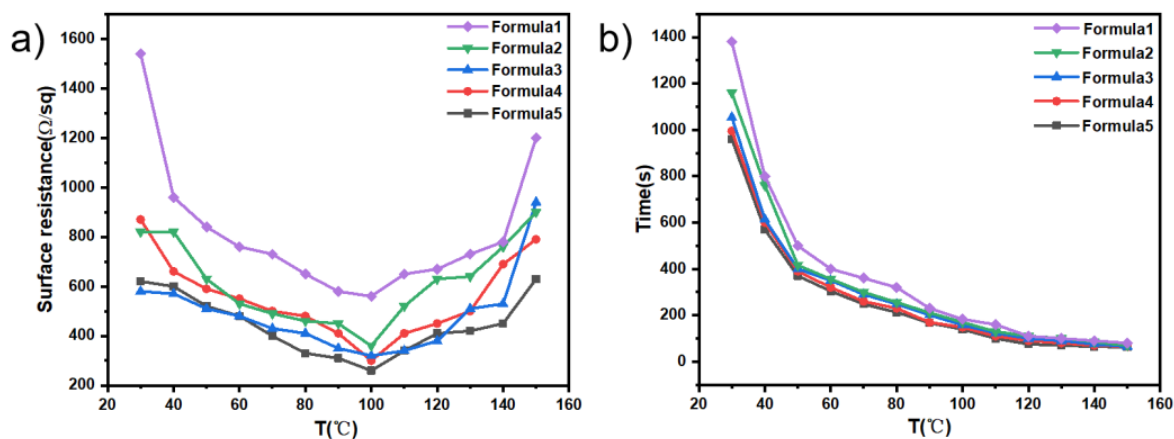 a)
Surface resistance(Ω/sq)
1600
1400
1200
1000
800
600
400
200
20 40 60 80 100 120 140 160
T(℃)
Formula1
Formula2
Formula3
Formula4
Formula5
b)
Time(s)
1400
1200
1000
800
600
400
200
0
20 40 60 80 100 120 140 160
T(℃)
Formula1
Formula2
Formula3
Formula4
Formula5